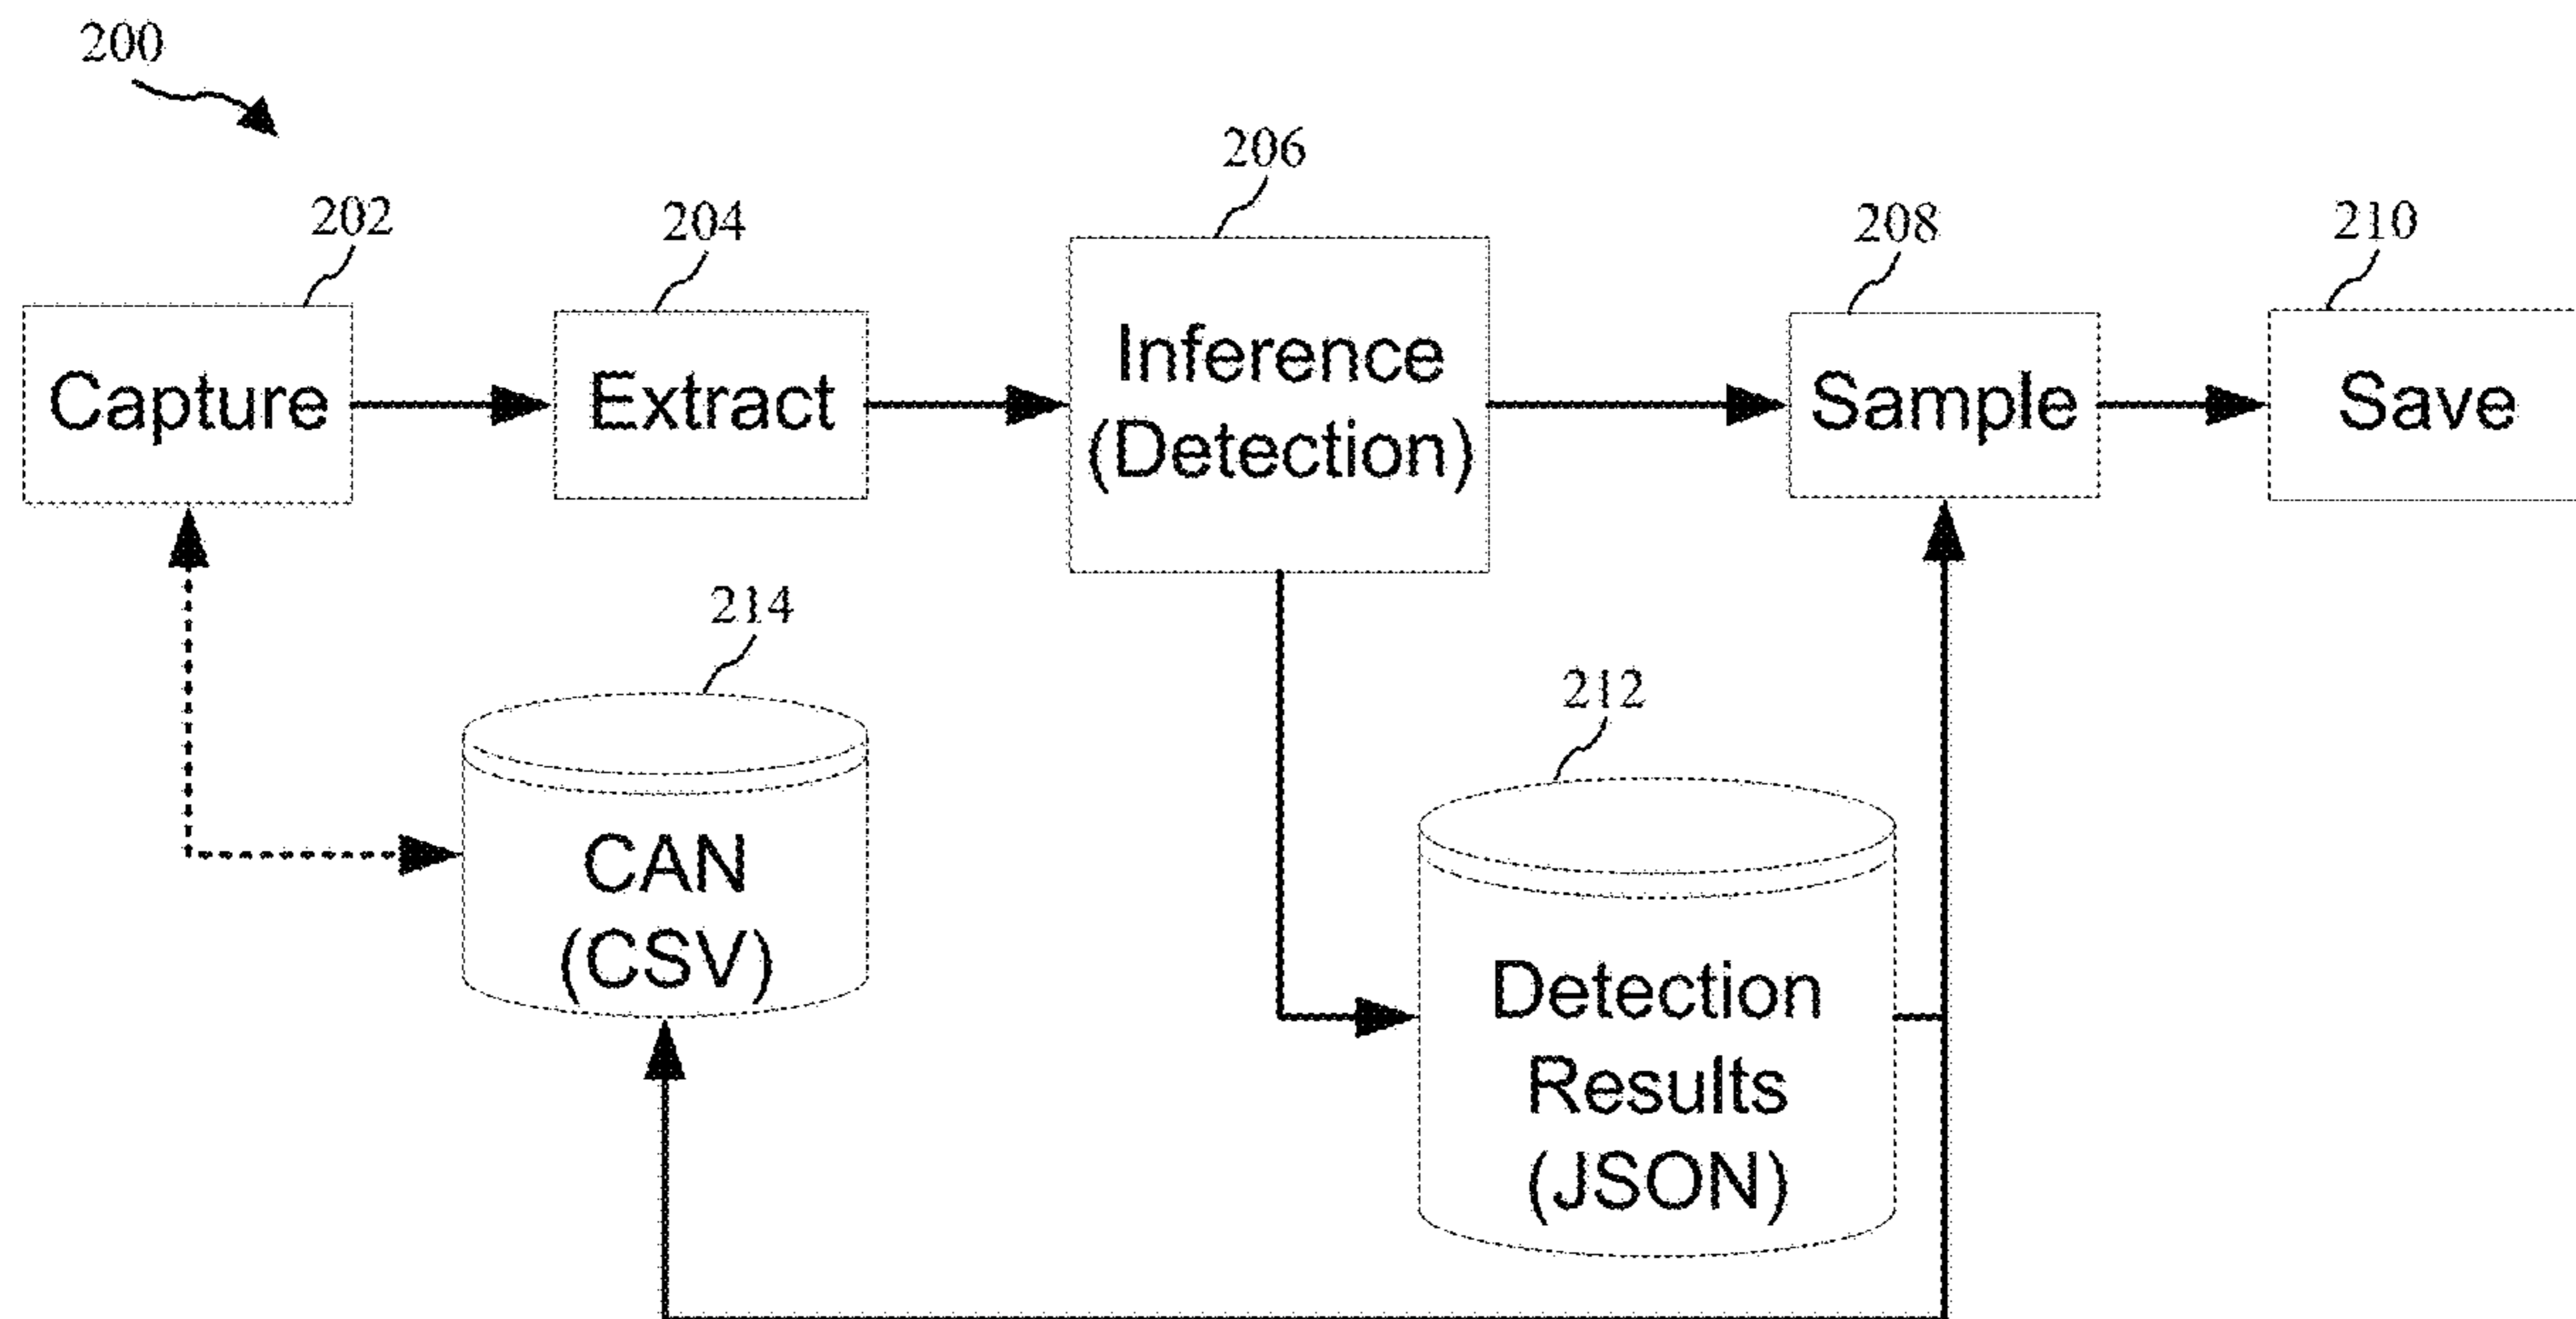 200
202
204
206
208
210
Capture
Extract
Inference
(Detection)
Sample
Save
214
CAN
(CSV)
212
Detection
Results
(JSON)